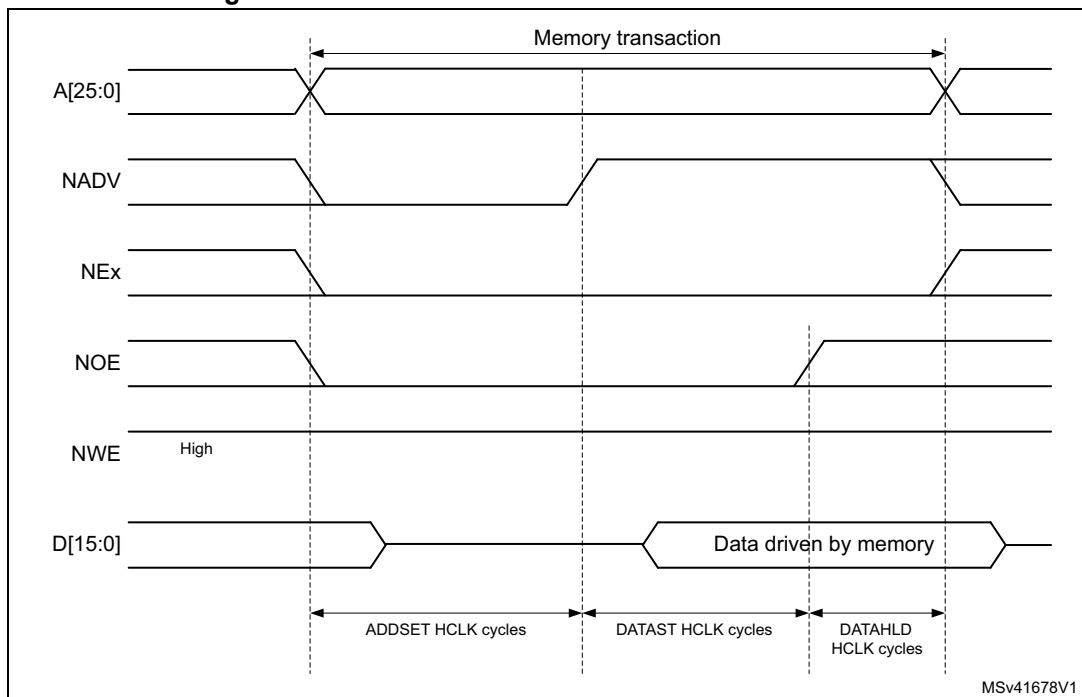 Memory transaction
A[25:0]
NADV
NEx
NOE
NWE
High
D[15:0]
Data driven by memory
ADDSET HCLK cycles
DATAST HCLK cycles
DATAHLD
HCLK cycles
MSv41678V1